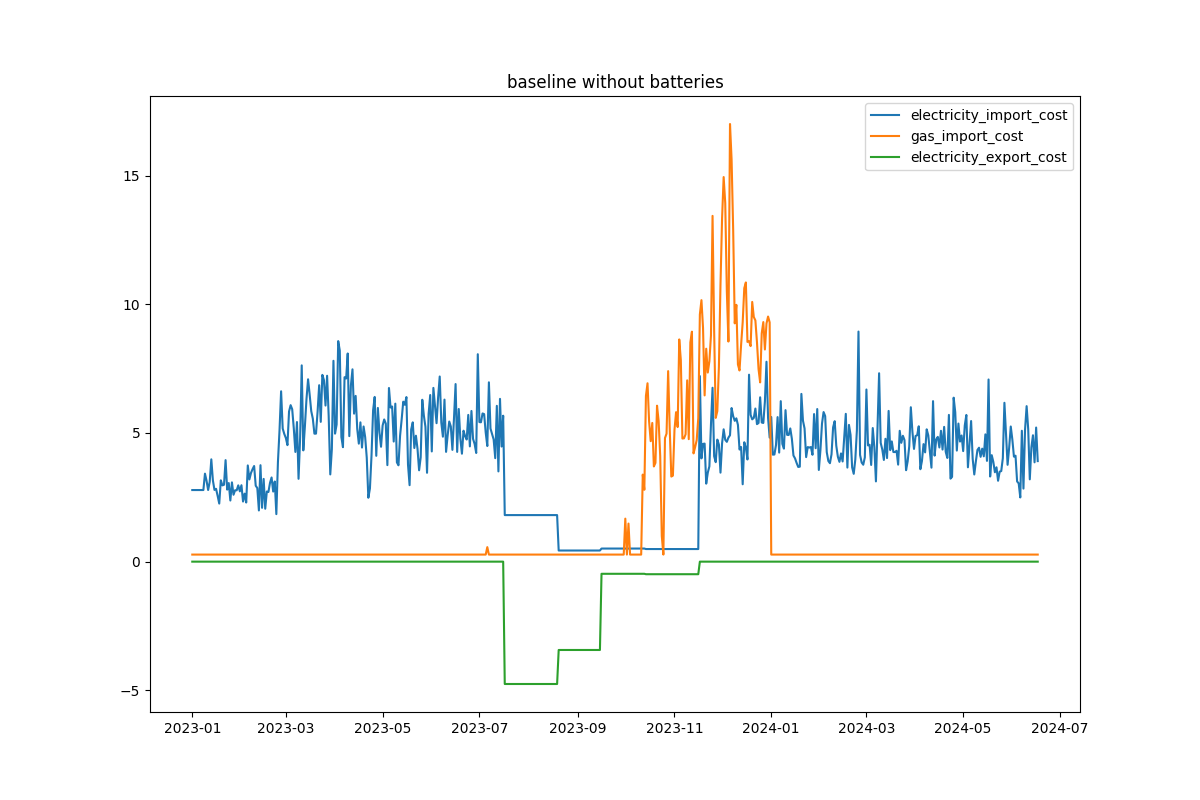 baseline without batteries
electricity_import_cost
gas_import_cost
electricity_export_cost
15
10
5
0
−5
2023-01 2023-03 2023-05 2023-07 2023-09 2023-11 2024-01 2024-03 2024-05 2024-07